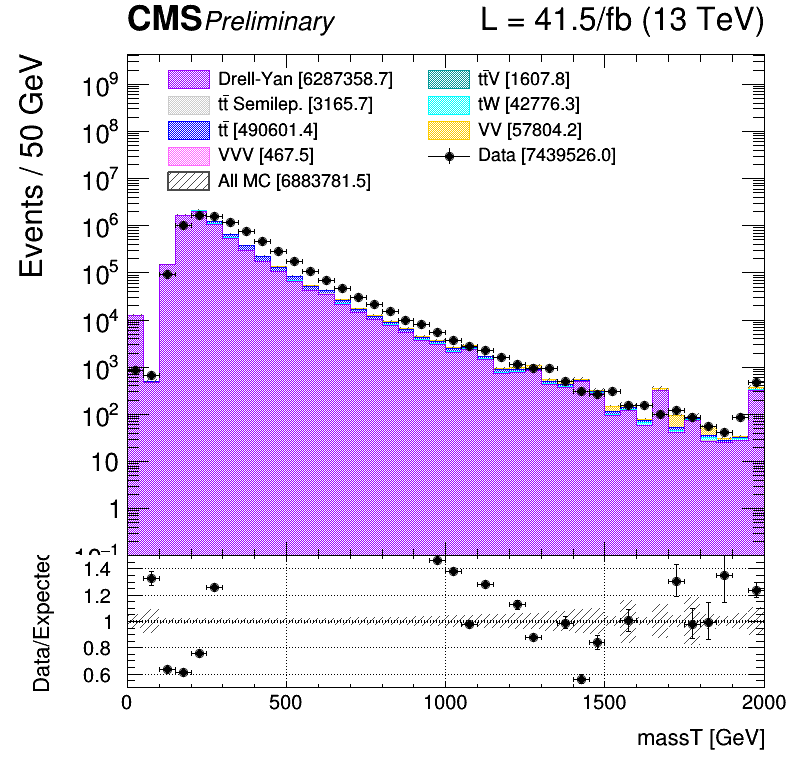 CMS Preliminary L = 41.5/fb (13 TeV)
Events / 50 GeV
Drell-Yan [6287358.7]
tt̄ Semilep. [3165.7]
tt̄ [490601.4]
VVV [467.5]
All MC [6883781.5]
tt̄V [1607.8]
tW [42776.3]
VV [57804.2]
Data [7439526.0]
10⁹
10⁸
10⁷
10⁶
10⁵
10⁴
10³
10²
10
1
10⁻¹
Data/Expected
1.4
1.2
1
0.8
0.6
0 500 1000 1500 2000
massT [GeV]